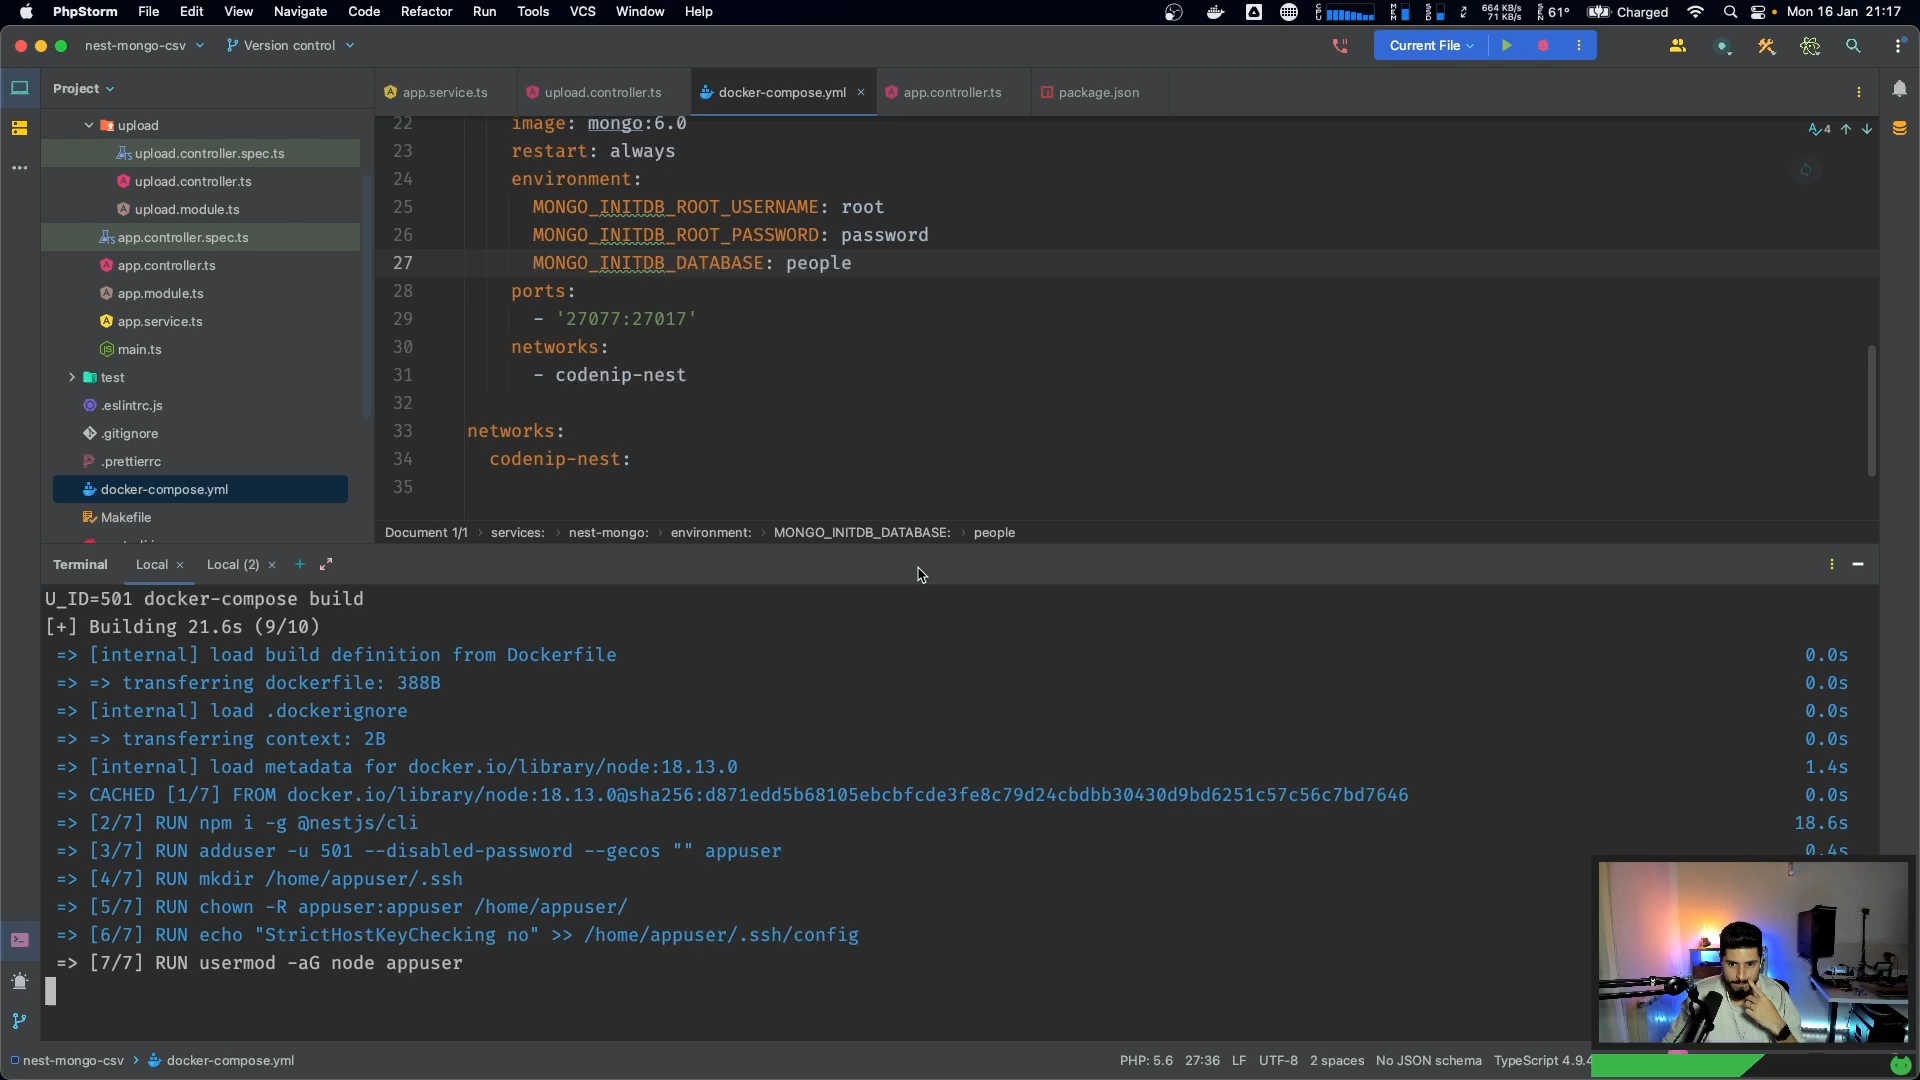 PhpStorm File Edit View Navigate Code Refactor Run Tools VCS Window Help
664 KB/s
71 KB/s
61° Charged Mon 16 Jan 21:17
nest-mongo-csv Version control Current File
Project
app.service.ts upload.controller.ts docker-compose.yml app.controller.ts package.json
upload
upload.controller.spec.ts
upload.controller.ts
upload.module.ts
app.controller.spec.ts
app.controller.ts
app.module.ts
app.service.ts
main.ts
test
.eslintrc.js
.gitignore
.prettierrc
docker-compose.yml
Makefile
4
22 image: mongo:6.0
23 restart: always
24 environment:
25 MONGO_INITDB_ROOT_USERNAME: root
26 MONGO_INITDB_ROOT_PASSWORD: password
27 MONGO_INITDB_DATABASE: people
28 ports:
29 - '27077:27017'
30 networks:
31 - codenip-nest
32
33 networks:
34 codenip-nest:
35
Document 1/1 services: nest-mongo: environment: MONGO_INITDB_DATABASE: people
Terminal Local Local (2)
U_ID=501 docker-compose build
[+] Building 21.6s (9/10)
=> [internal] load build definition from Dockerfile 0.0s
=> => transferring dockerfile: 388B 0.0s
=> [internal] load .dockerignore 0.0s
=> => transferring context: 2B 0.0s
=> [internal] load metadata for docker.io/library/node:18.13.0 1.4s
=> CACHED [1/7] FROM docker.io/library/node:18.13.0@sha256:d871edd5b68105ebcbfcde3fe8c79d24cbdbb30430d9bd6251c57c56c7bd7646 0.0s
=> [2/7] RUN npm i -g @nestjs/cli 18.6s
=> [3/7] RUN adduser -u 501 --disabled-password --gecos "" appuser 0.4s
=> [4/7] RUN mkdir /home/appuser/.ssh
=> [5/7] RUN chown -R appuser:appuser /home/appuser/
=> [6/7] RUN echo "StrictHostKeyChecking no" >> /home/appuser/.ssh/config
=> [7/7] RUN usermod -aG node appuser
nest-mongo-csv docker-compose.yml PHP: 5.6 27:36 LF UTF-8 2 spaces No JSON schema TypeScript 4.9.4